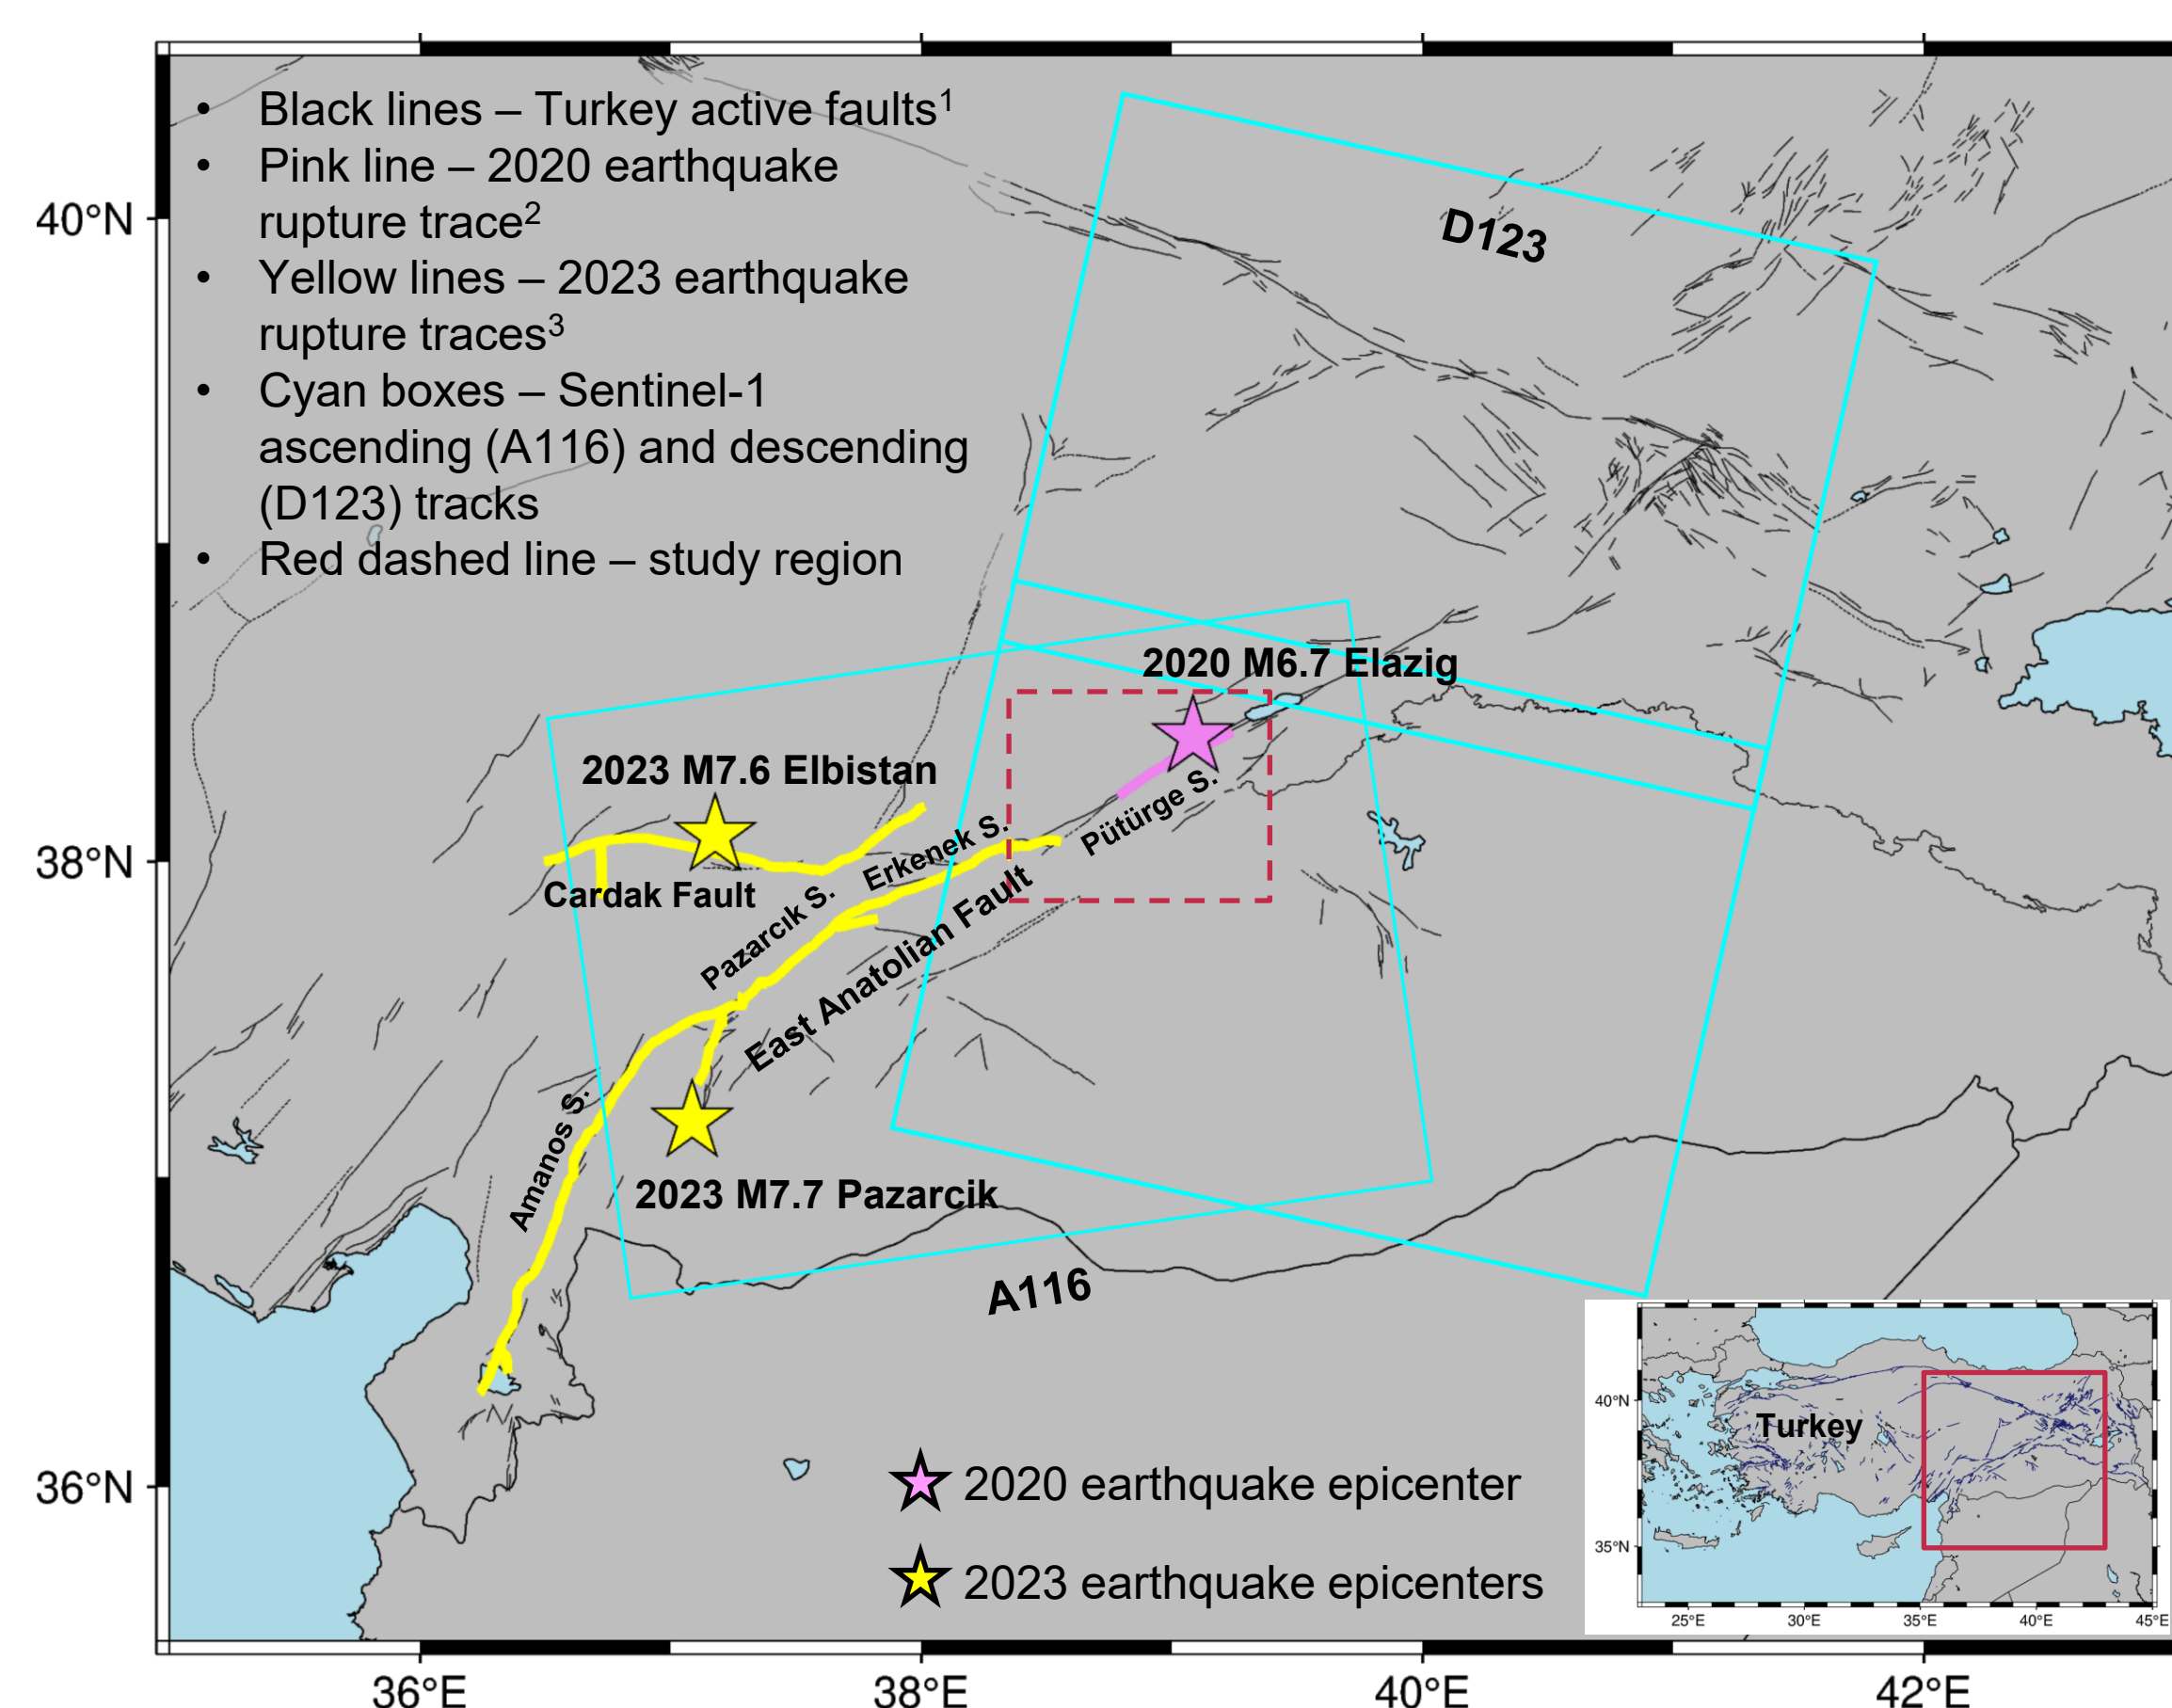 • Black lines – Turkey active faults¹
• Pink line – 2020 earthquake
rupture trace²
• Yellow lines – 2023 earthquake
rupture traces³
• Cyan boxes – Sentinel-1
ascending (A116) and descending
(D123) tracks
• Red dashed line – study region
40°N
38°N
36°N
D123
2020 M6.7 Elazig
2023 M7.6 Elbistan
Pütürge S.
Erkenek S.
Cardak Fault
Pazarcık S.
East Anatolian Fault
Amanos S.
2023 M7.7 Pazarcik
A116
2020 earthquake epicenter
2023 earthquake epicenters
40°N
Turkey
35°N
25°E 30°E 35°E 40°E 45°E
36°E 38°E 40°E 42°E